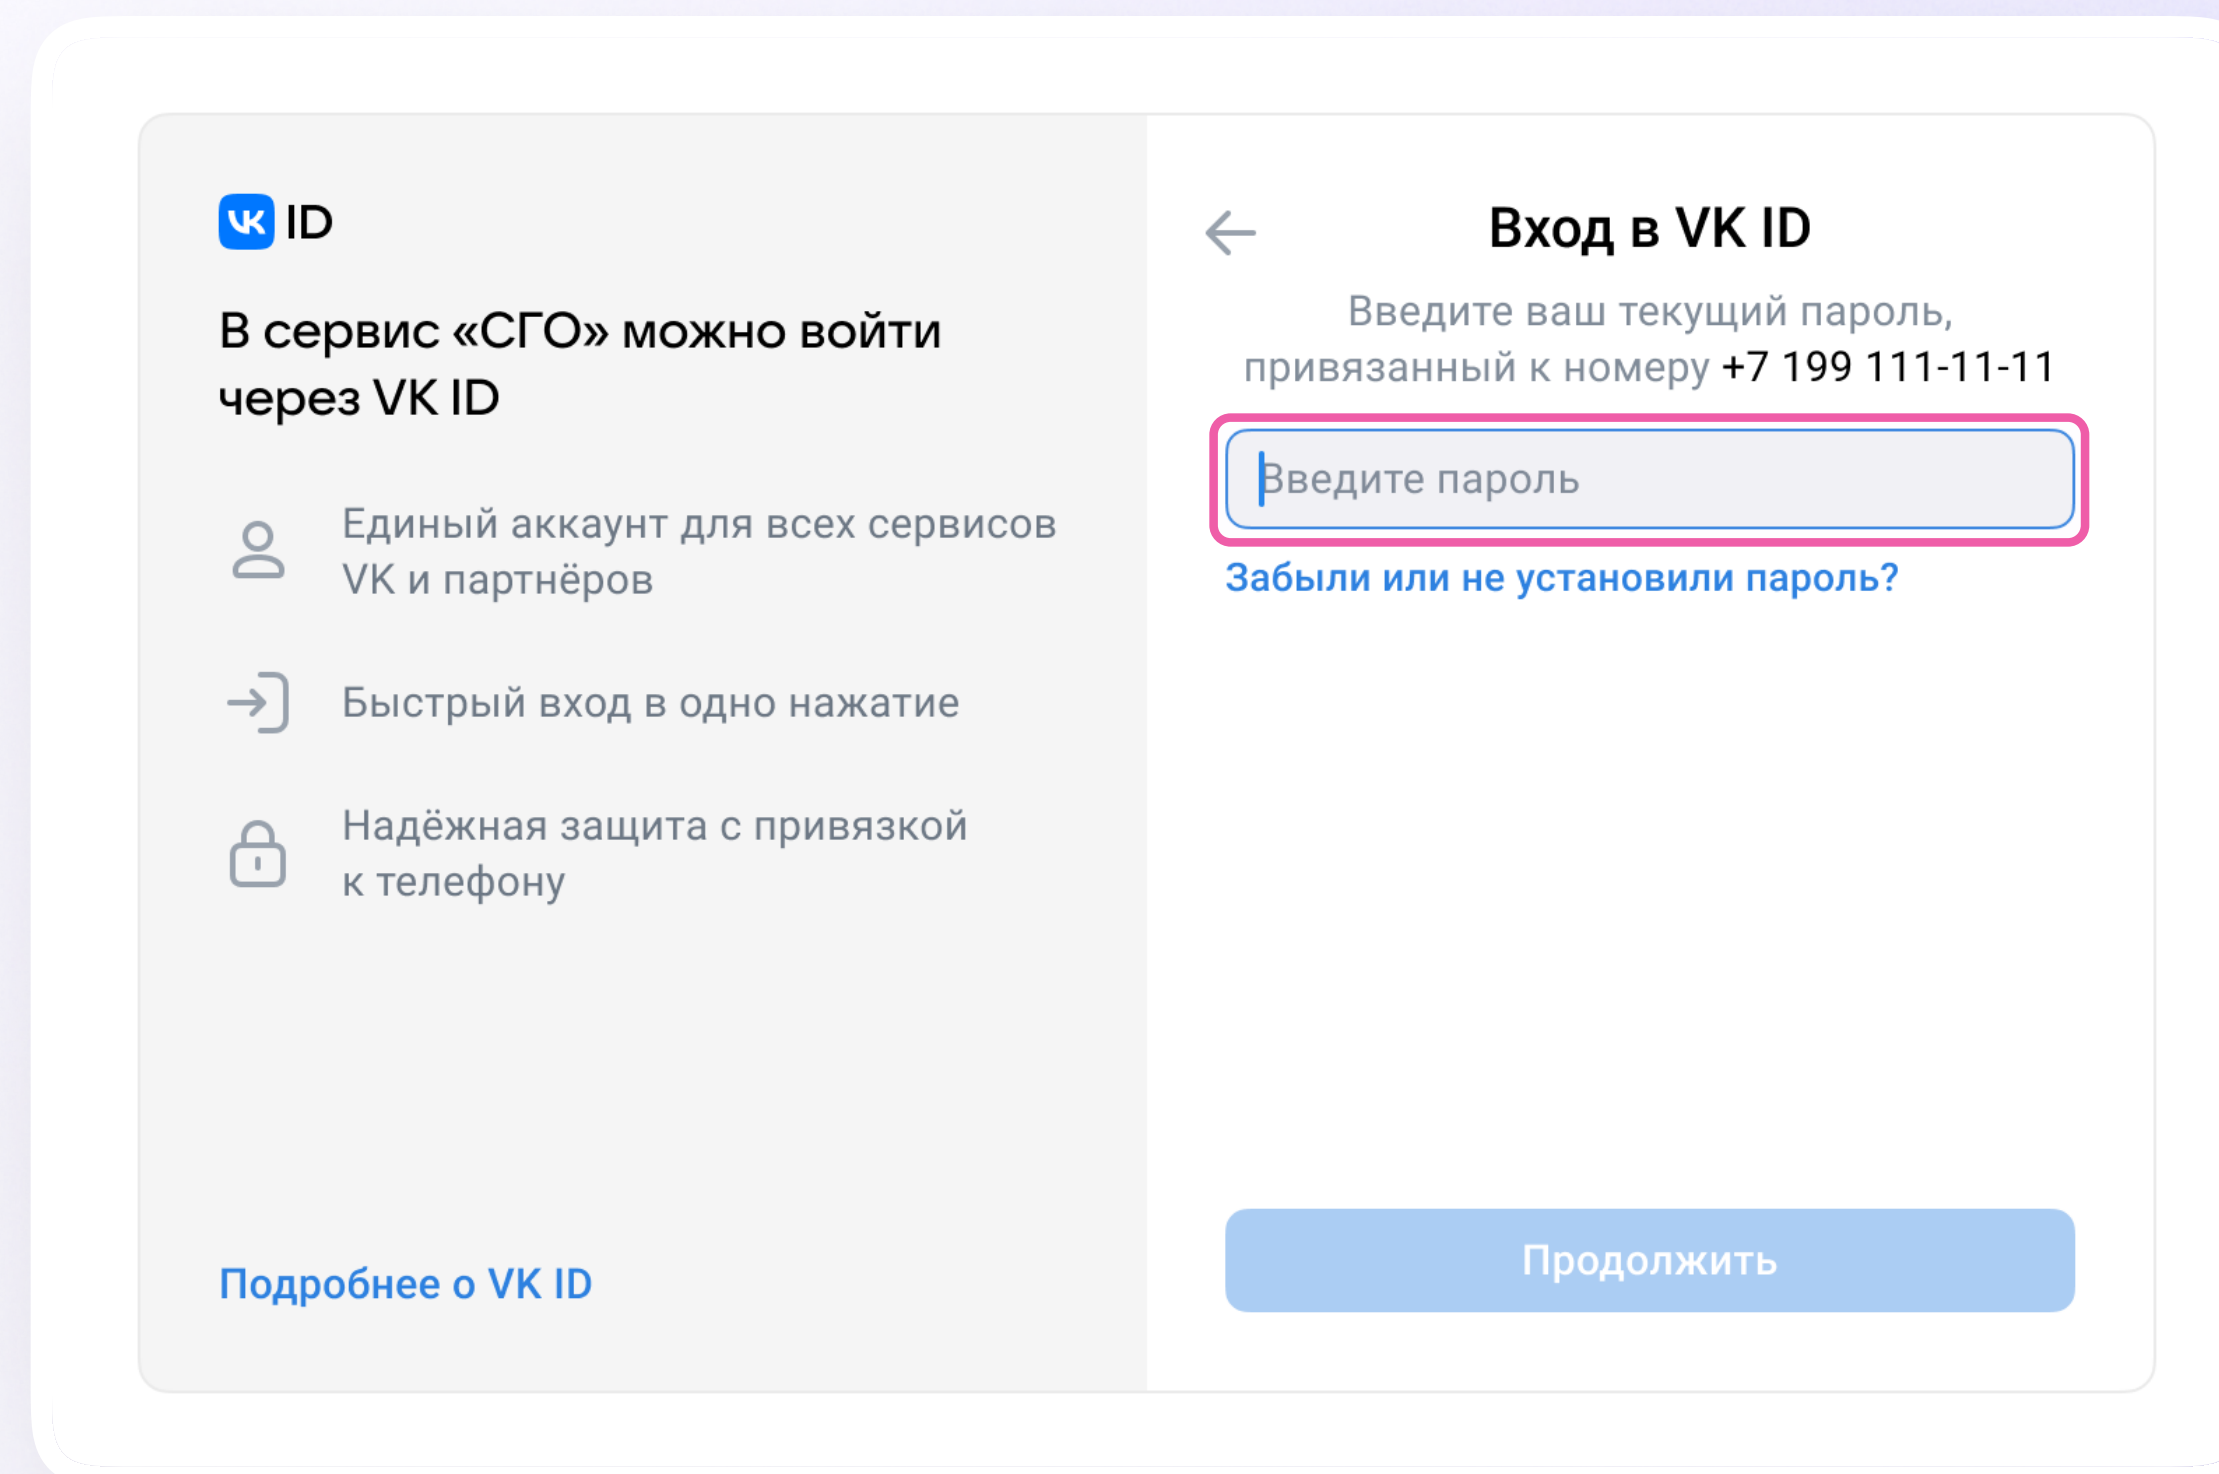 VK ID
В сервис «СГО» можно войти
через VK ID
Единый аккаунт для всех сервисов
VK и партнёров
Быстрый вход в одно нажатие
Надёжная защита с привязкой
к телефону
Подробнее о VK ID
Вход в VK ID
Введите ваш текущий пароль,
привязанный к номеру +7 199 111-11-11
Введите пароль
Забыли или не установили пароль?
Продолжить